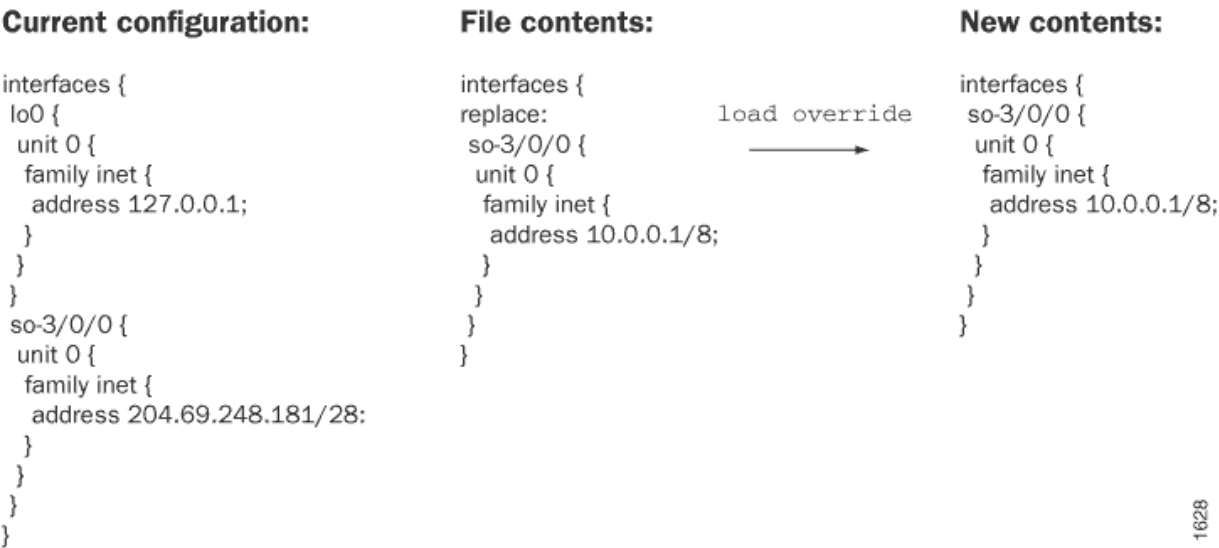 Current configuration:
interfaces {
lo0 {
unit 0 {
family inet {
address 127.0.0.1;
}
}
}
so-3/0/0 {
unit 0 {
family inet {
address 204.69.248.181/28:
}
}
}
}
File contents:
interfaces {
replace:
so-3/0/0 {
unit 0 {
family inet {
address 10.0.0.1/8;
}
}
}
}
load override
New contents:
interfaces {
so-3/0/0 {
unit 0 {
family inet {
address 10.0.0.1/8;
}
}
}
}
1628